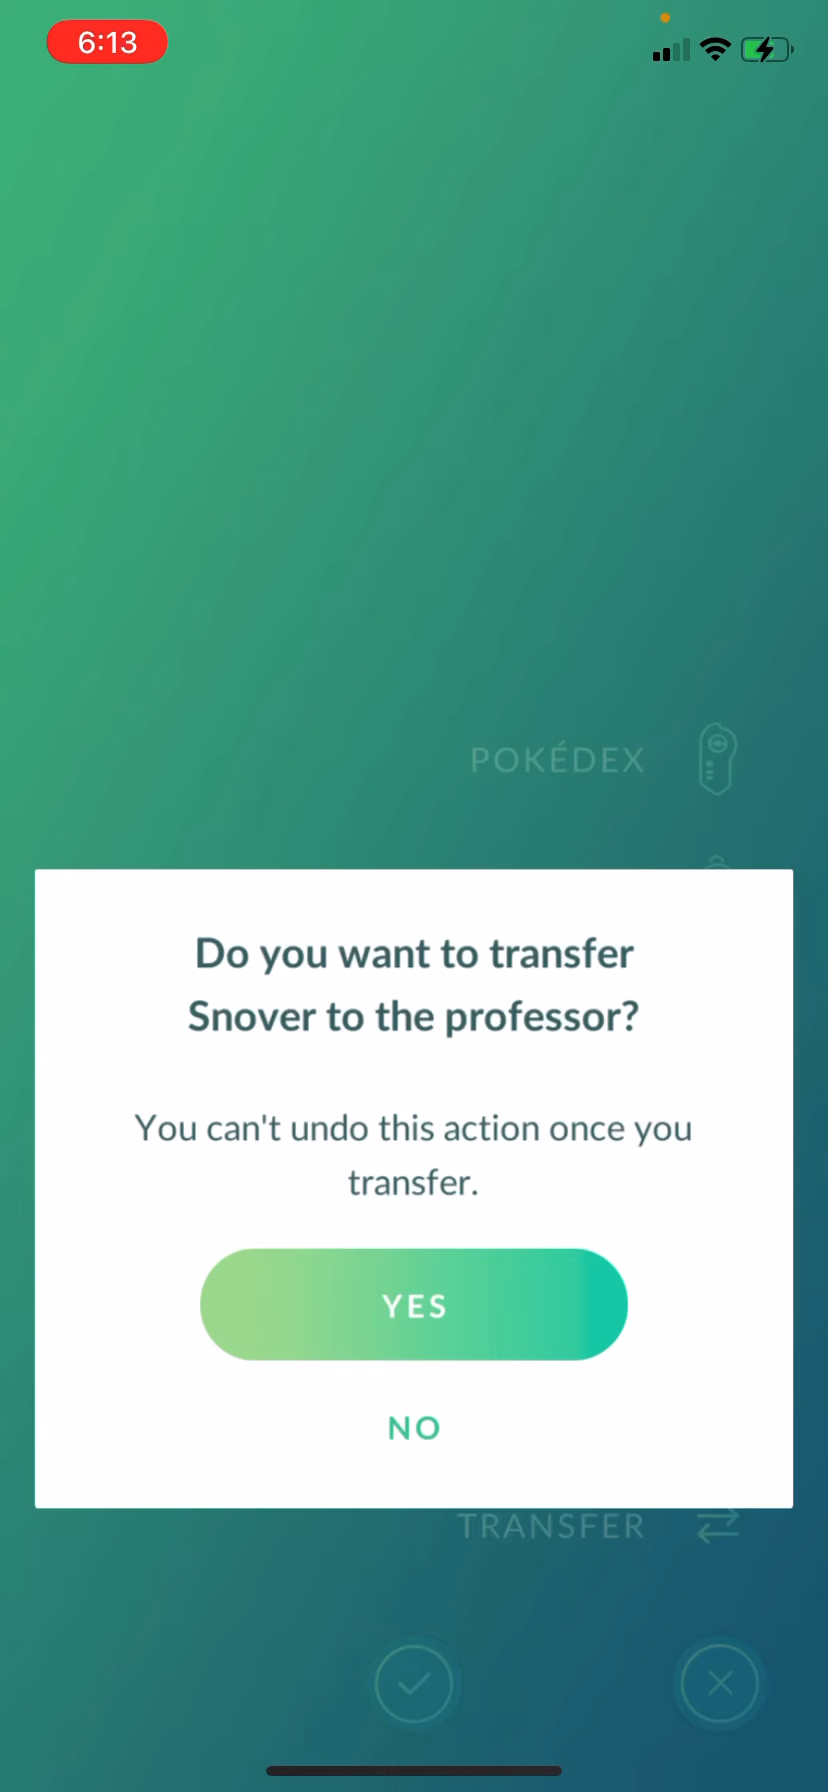 6:13
POKÉDEX
Do you want to transfer
Snover to the professor?
You can't undo this action once you
transfer.
YES
NO
TRANSFER